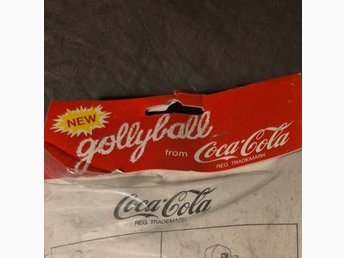 NEW
gollyball
from Coca-Cola
REG. TRADEMARK
Coca-Cola
REG. TRADEMARK